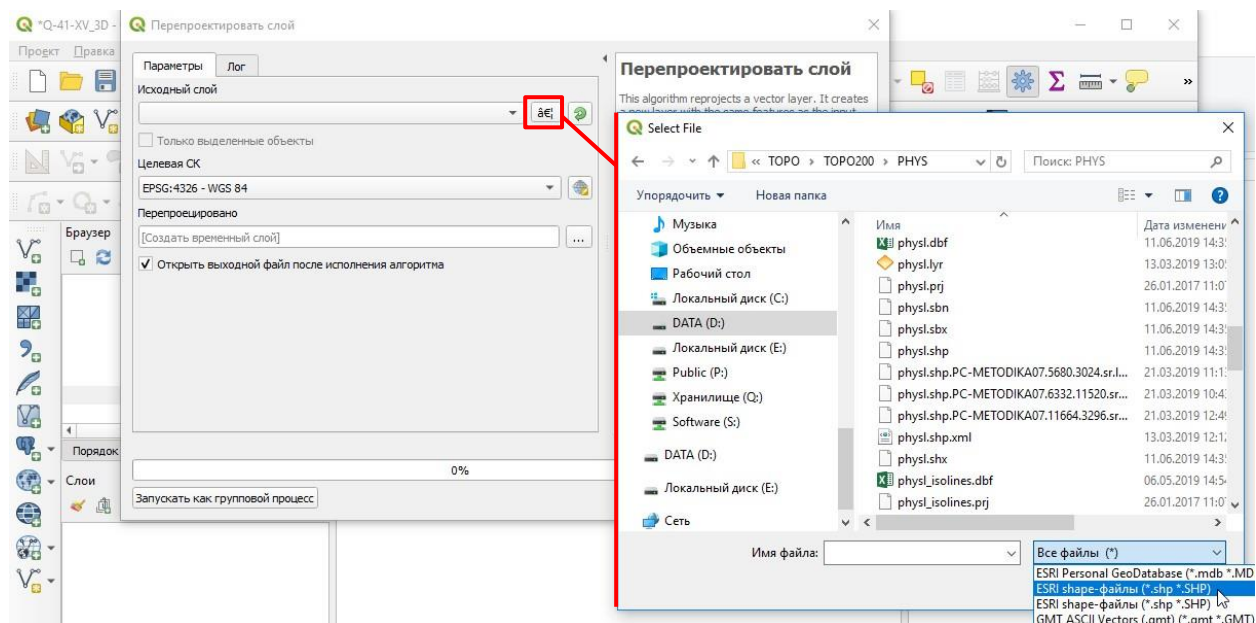 *Q-41-XV_3D -
Проект Правка
Перепроектировать слой
Параметры Лог
Исходный слой
â€¦
Только выделенные объекты
Целевая СК
EPSG:4326 - WGS 84
Перепроецировано
[Создать временный слой]
...
Открыть выходной файл после исполнения алгоритма
0%
Запускать как групповой процесс
Перепроектировать слой
This algorithm reprojects a vector layer. It creates
a new layer with the same features as the input
»
Браузер
Порядок
Слои
Select File
« TOPO › TOPO200 › PHYS
Поиск: PHYS
Упорядочить Новая папка
Музыка
Объемные объекты
Рабочий стол
Локальный диск (C:)
DATA (D:)
Локальный диск (E:)
Public (P:)
Хранилище (Q:)
Software (S:)
DATA (D:)
Локальный диск (E:)
Сеть
Имя Дата изменени
physl.dbf 11.06.2019 14:3
physl.lyr 13.03.2019 13:0
physl.prj 26.01.2017 11:0
physl.sbn 11.06.2019 14:3
physl.sbx 11.06.2019 14:3
physl.shp 11.06.2019 14:3
physl.shp.PC-METODIKA07.5680.3024.sr.l... 21.03.2019 11:1
physl.shp.PC-METODIKA07.6332.11520.sr... 21.03.2019 10:4
physl.shp.PC-METODIKA07.11664.3296.sr... 21.03.2019 12:4
physl.shp.xml 13.03.2019 12:1
physl.shx 11.06.2019 14:3
physl_isolines.dbf 06.05.2019 14:5
physl_isolines.prj 26.01.2017 11:0
Имя файла:
Все файлы (*)
ESRI Personal GeoDatabase (*.mdb *.MD
ESRI shape-файлы (*.shp *.SHP)
ESRI shape-файлы (*.shp *.SHP)
GMT ASCII Vectors (.gmt) (*.gmt *.GMT)